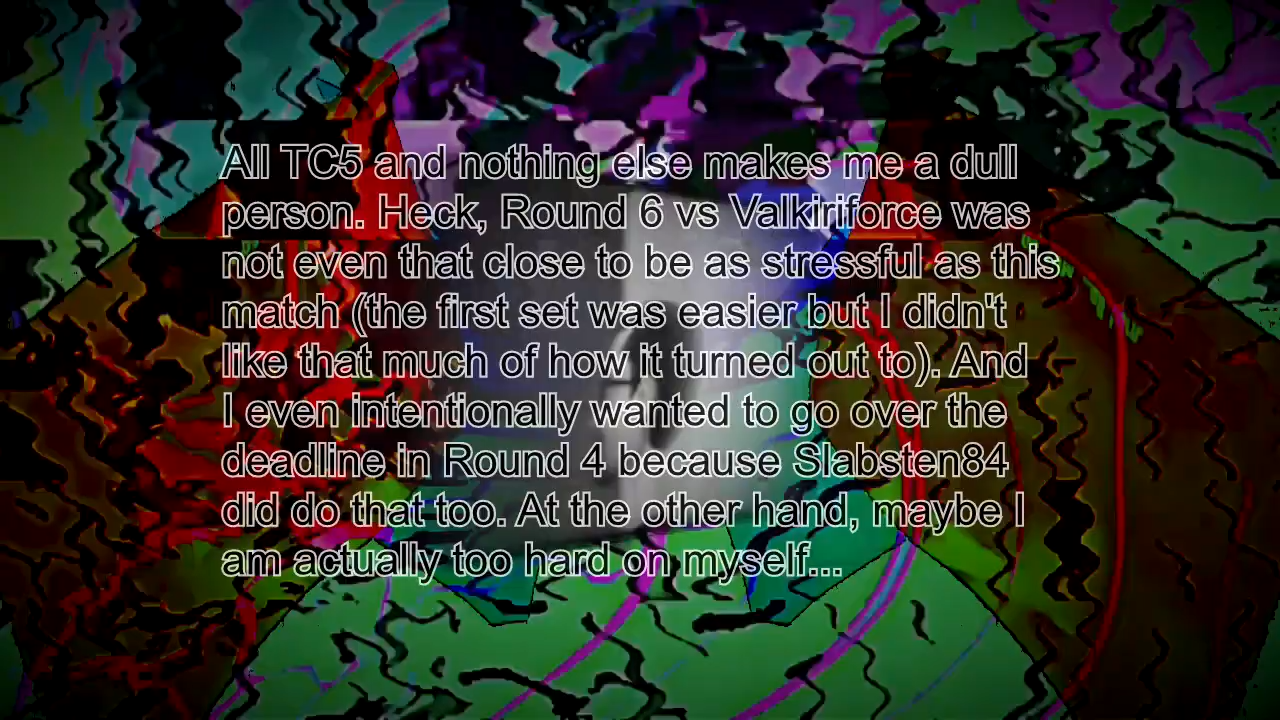 All TC5 and nothing else makes me a dull
person. Heck, Round 6 vs Valkiriforce was
not even that close to be as stressful as this
match (the first set was easier but I didn't
like that much of how it turned out to). And
I even intentionally wanted to go over the
deadline in Round 4 because Slabsten84
did do that too. At the other hand, maybe I
am actually too hard on myself...